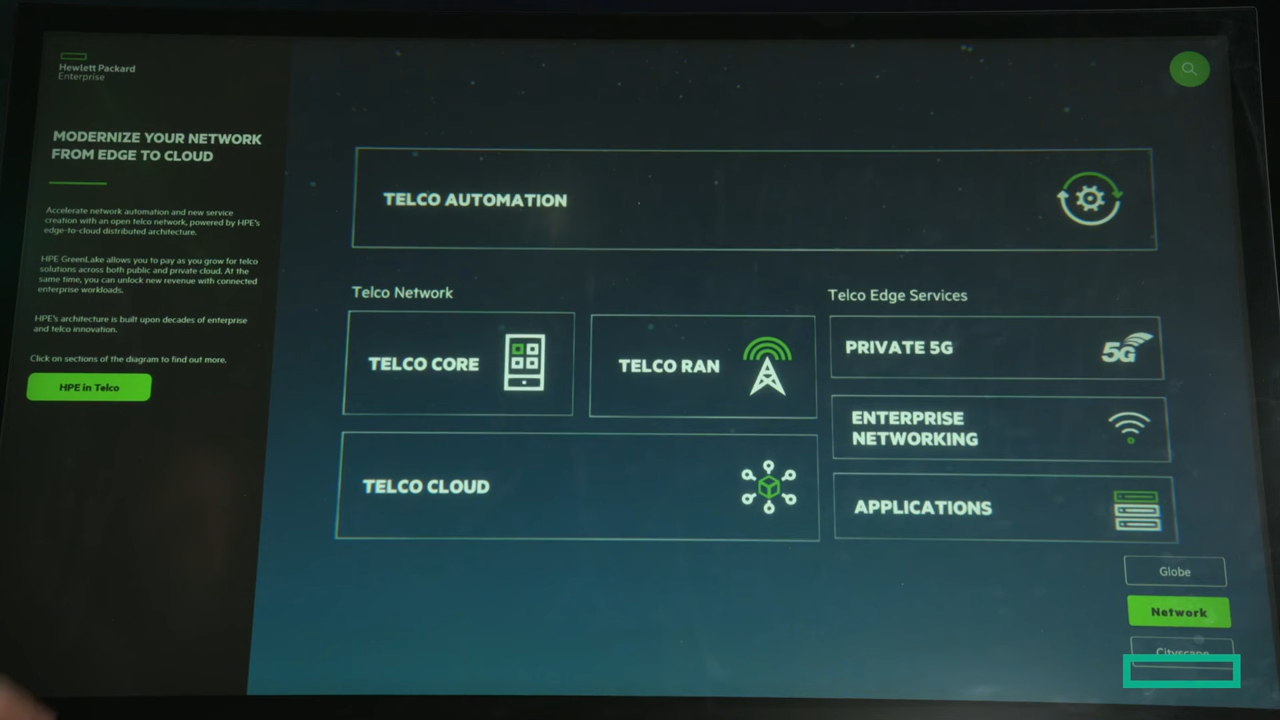 Hewlett Packard
Enterprise
MODERNIZE YOUR NETWORK
FROM EDGE TO CLOUD
Accelerate network automation and new service
creation with an open telco network, powered by HPE's
edge-to-cloud distributed architecture.
HPE GreenLake allows you to pay as you grow for telco
solutions across both public and private cloud. At the
same time, you can unlock new revenue with connected
enterprise workloads.
HPE's architecture is built upon decades of enterprise
and telco innovation.
Click on sections of the diagram to find out more.
HPE in Telco
TELCO AUTOMATION
Telco Network
TELCO CORE
TELCO RAN
TELCO CLOUD
Telco Edge Services
PRIVATE 5G
5G
ENTERPRISE
NETWORKING
APPLICATIONS
Globe
Network
Cityscape